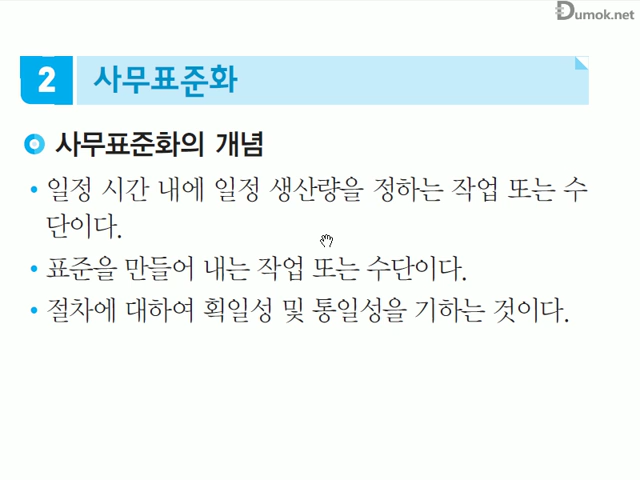 Dumok.net
2 사무표준화
사무표준화의 개념
• 일정 시간 내에 일정 생산량을 정하는 작업 또는 수
단이다.
• 표준을 만들어 내는 작업 또는 수단이다.
• 절차에 대하여 획일성 및 통일성을 기하는 것이다.